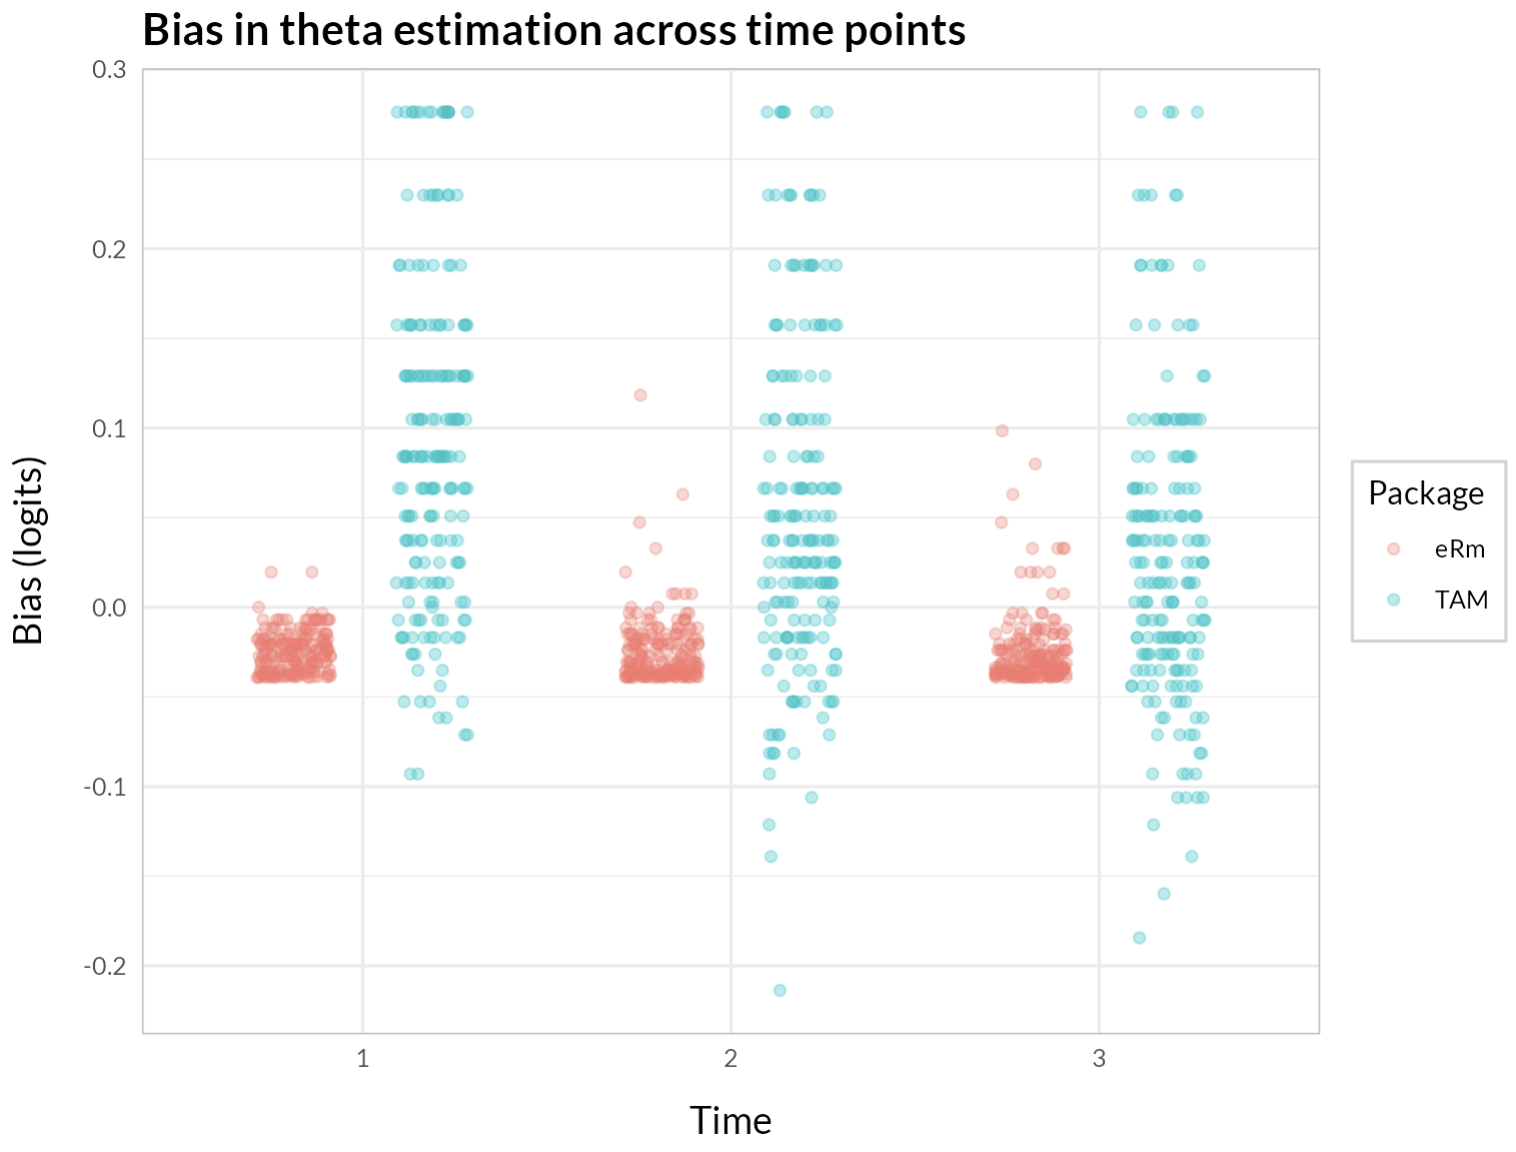 Bias in theta estimation across time points
0.3
0.2
0.1
0.0
-0.1
-0.2
Bias (logits)
1
2
3
Time
Package
eRm
TAM